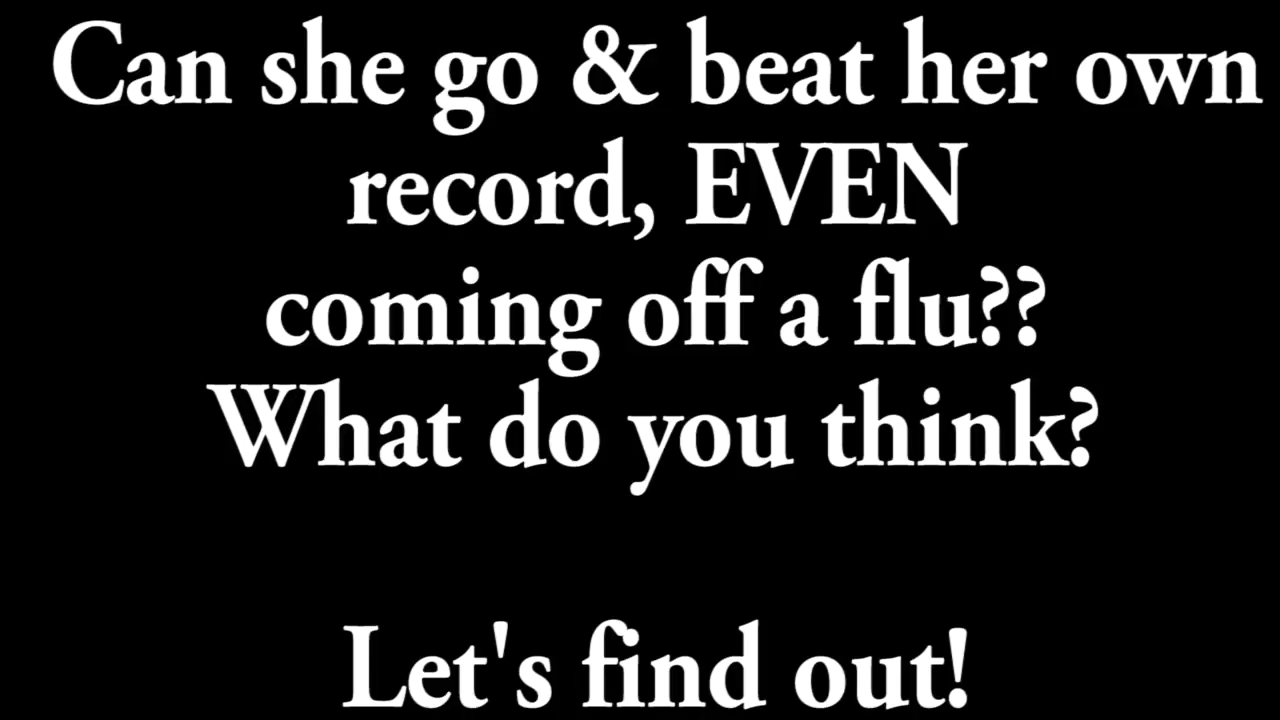 Can she go & beat her own
record, EVEN
coming off a flu??
What do you think?
Let's find out!